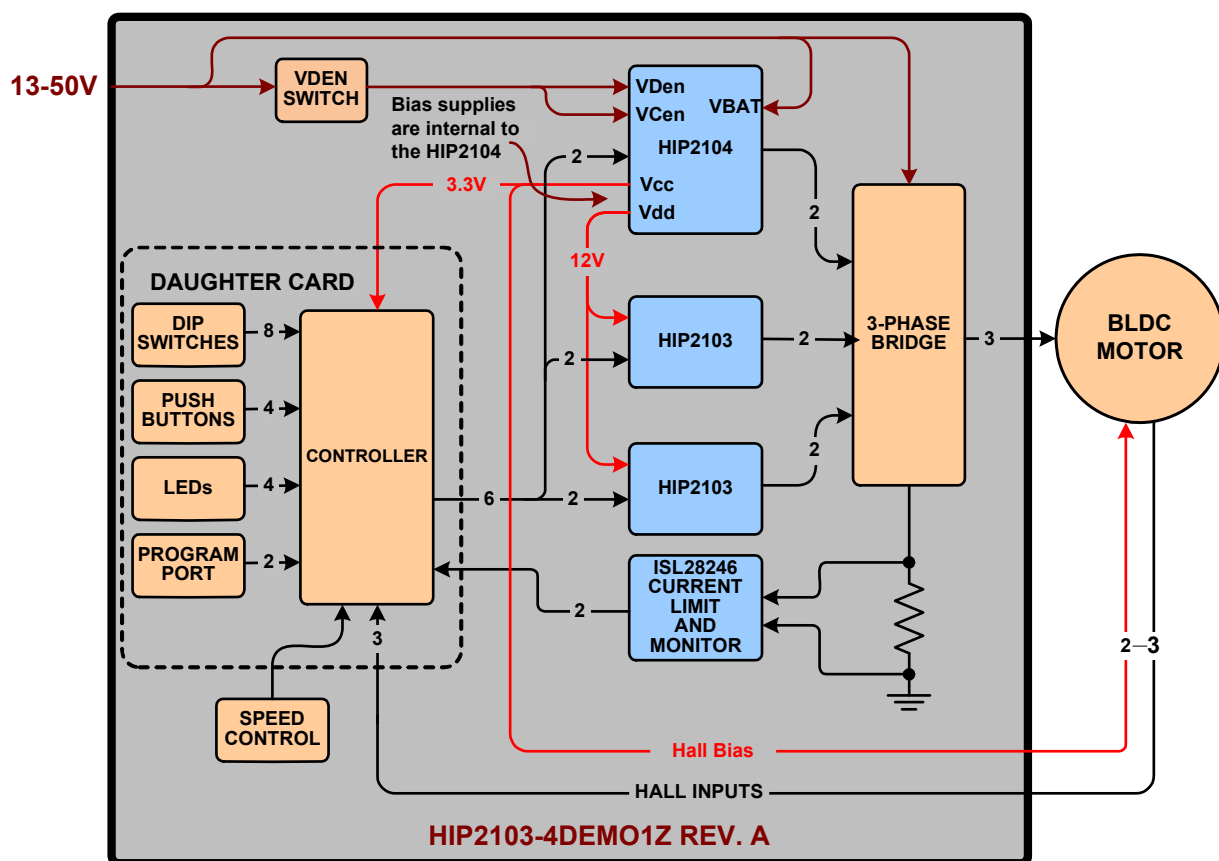 13-50V
VDEN
SWITCH
Bias supplies
are internal to
the HIP2104
VDen
VCen
VBAT
HIP2104
Vcc
Vdd
2
2
3.3V
12V
DAUGHTER CARD
DIP
SWITCHES
8
PUSH
BUTTONS
4
LEDs
4
PROGRAM
PORT
2
CONTROLLER
6
2
HIP2103
2
2
HIP2103
2
3-PHASE
BRIDGE
3
BLDC
MOTOR
ISL28246
CURRENT
LIMIT
AND
MONITOR
2
3
SPEED
CONTROL
2
3
Hall Bias
HALL INPUTS
HIP2103-4DEMO1Z REV. A